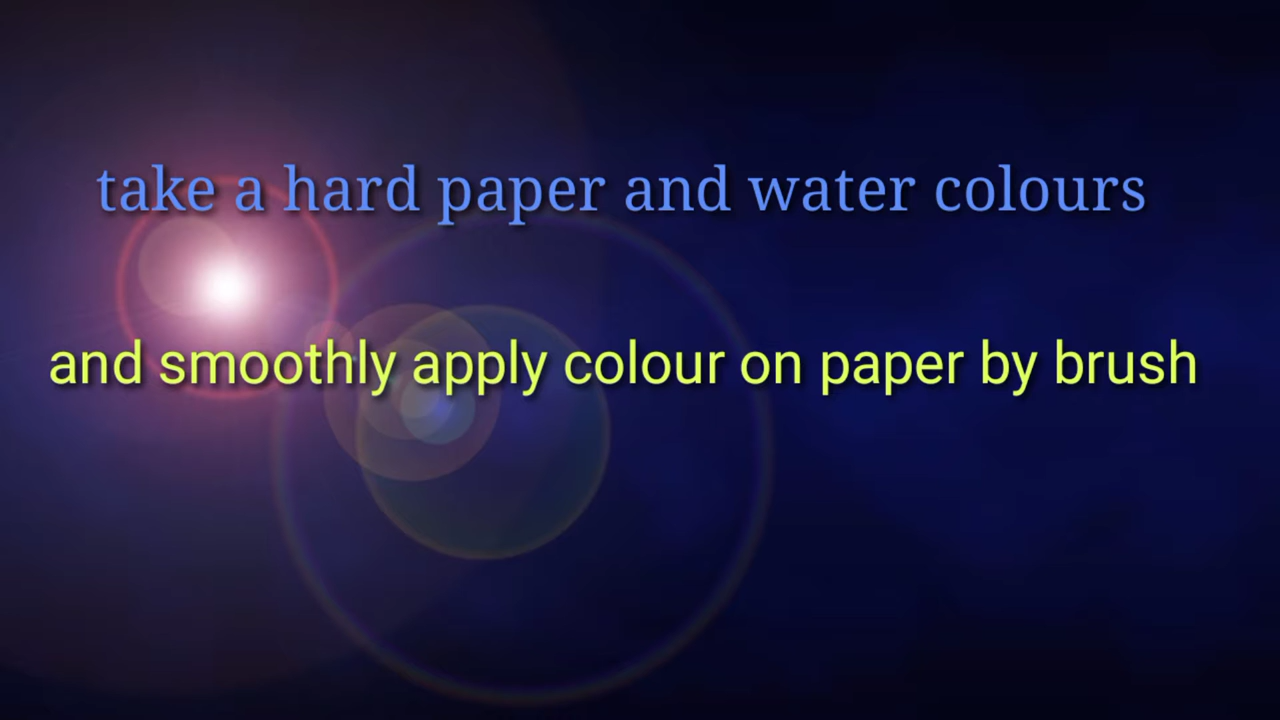 take a hard paper and water colours
and smoothly apply colour on paper by brush